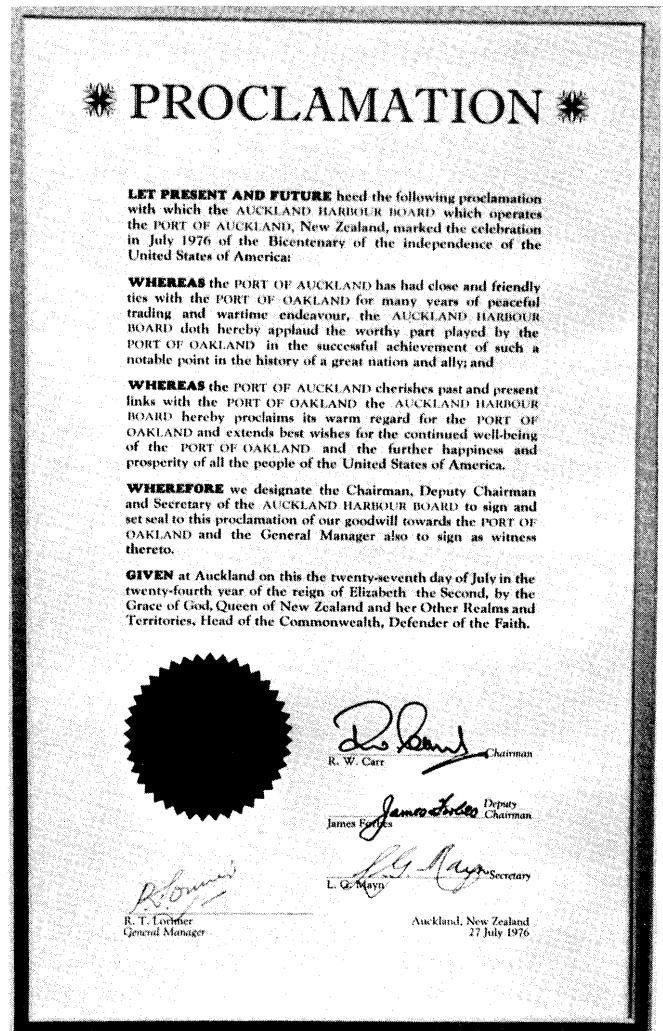 PROCLAMATION
LET PRESENT AND FUTURE heed the following proclamation
with which the AUCKLAND HARBOUR BOARD which operates
the PORT OF AUCKLAND, New Zealand, marked the celebration
in July 1976 of the Bicentenary of the independence of the
United States of America:
WHEREAS the PORT OF AUCKLAND has had close and friendly
ties with the PORT OF OAKLAND for many years of peaceful
trading and wartime endeavour, the AUCKLAND HARBOUR
BOARD doth hereby applaud the worthy part played by the
PORT OF OAKLAND in the successful achievement of such a
notable point in the history of a great nation and ally; and
WHEREAS the PORT OF AUCKLAND cherishes past and present
links with the PORT OF OAKLAND the AUCKLAND HARBOUR
BOARD hereby proclaims its warm regard for the PORT OF
OAKLAND and extends best wishes for the continued well-being
of the PORT OF OAKLAND and the further happiness and
prosperity of all the people of the United States of America.
WHEREFORE we designate the Chairman, Deputy Chairman
and Secretary of the AUCKLAND HARBOUR BOARD to sign and
set seal to this proclamation of our goodwill towards the PORT OF
OAKLAND and the General Manager also to sign as witness
thereto.
GIVEN at Auckland on this the twenty-seventh day of July in the
twenty-fourth year of the reign of Elizabeth the Second, by the
Grace of God, Queen of New Zealand and her Other Realms and
Territories, Head of the Commonwealth, Defender of the Faith.
Chairman
R. W. Carr
James Forbes Deputy
Chairman
James Forbes
L. G. Mayn Secretary
L. G. Mayn
R. T. Lorimer
General Manager
Auckland, New Zealand
27 July 1976